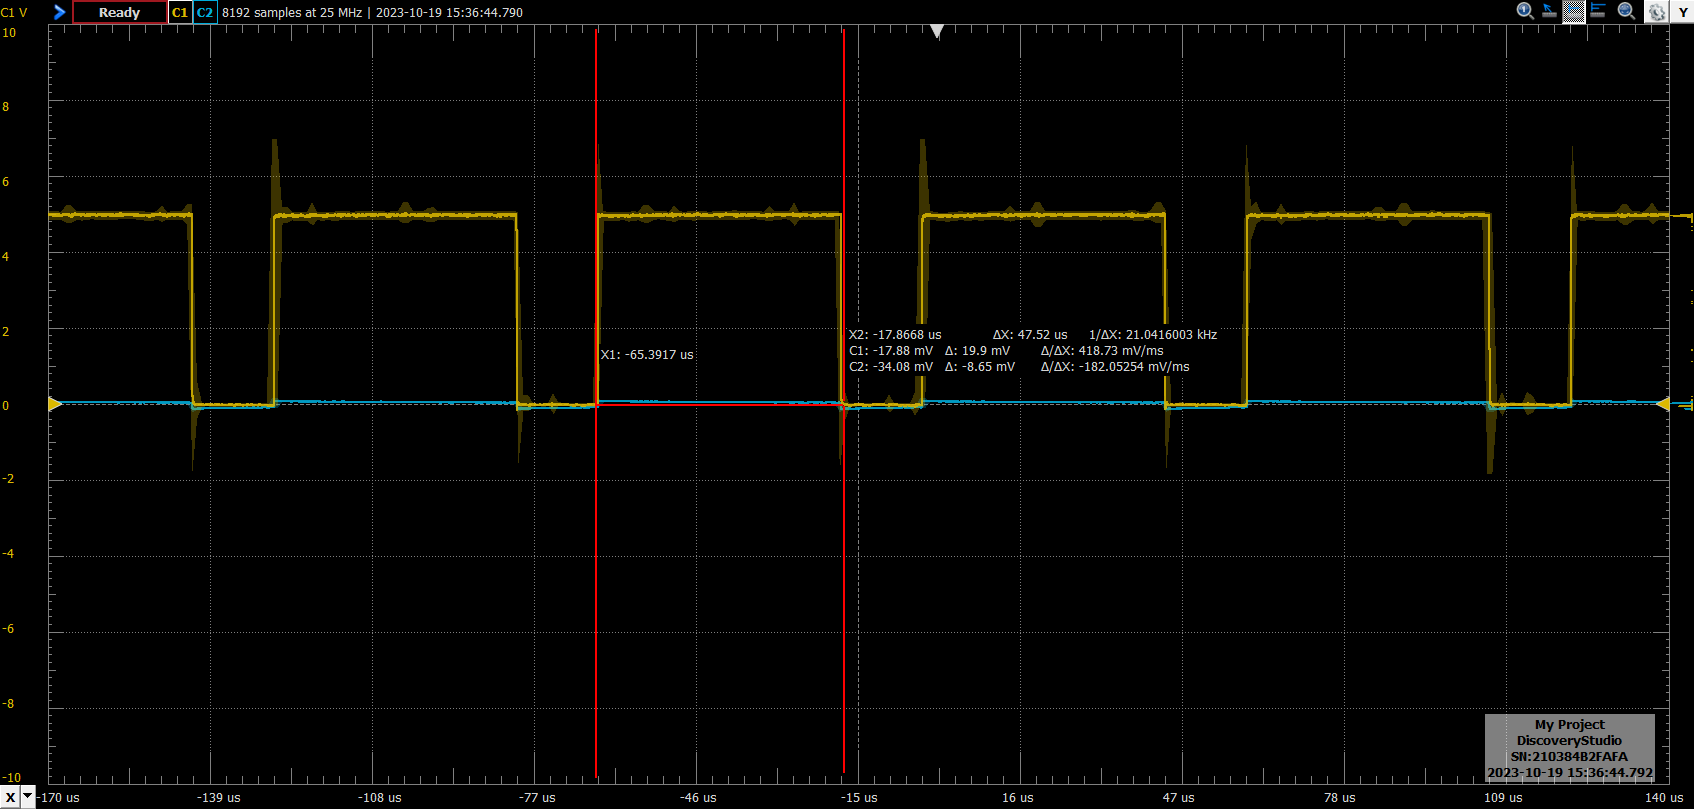 C1 V Ready C1 C2 8192 samples at 25 MHz | 2023-10-19 15:36:44.790 Y
10
8
6
4
2
0
-2
-4
-6
-8
-10
X1: -65.3917 us
X2: -17.8668 us ΔX: 47.52 us 1/ΔX: 21.0416003 kHz
C1: -17.88 mV Δ: 19.9 mV Δ/ΔX: 418.73 mV/ms
C2: -34.08 mV Δ: -8.65 mV Δ/ΔX: -182.05254 mV/ms
My Project
DiscoveryStudio
SN:210384B2FAFA
2023-10-19 15:36:44.792
X -170 us -139 us -108 us -77 us -46 us -15 us 16 us 47 us 78 us 109 us 140 us